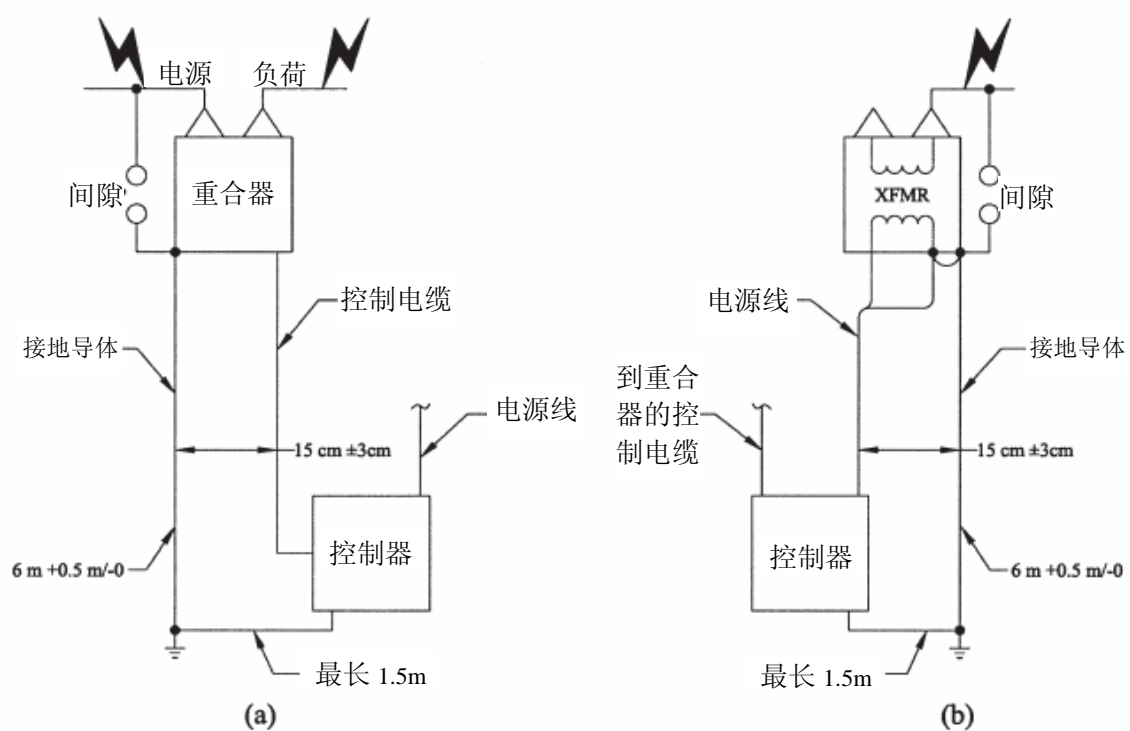 电源
负荷
间隙
重合器
控制电缆
接地导体
电源线
15 cm ±3cm
控制器
6 m +0.5 m/-0
最长 1.5m
(a)
XFMR
间隙
电源线
接地导体
到重合
器的控
制电缆
15 cm ±3cm
控制器
6 m +0.5 m/-0
最长 1.5m
(b)